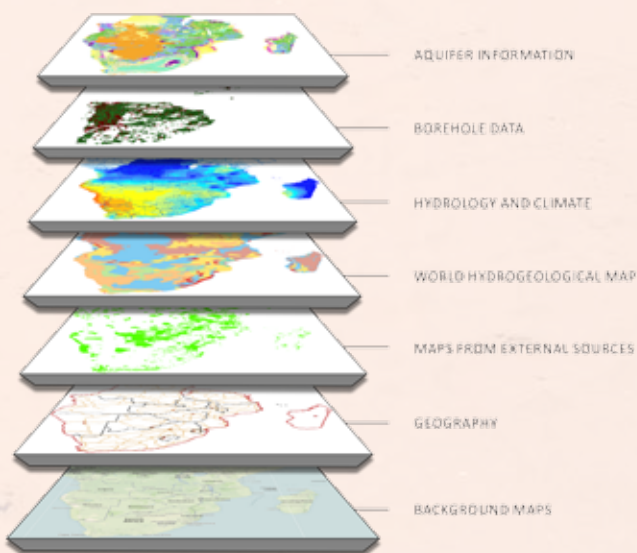 AQUIFER INFORMATION
BOREHOLE DATA
HYDROLOGY AND CLIMATE
WORLD HYDROGEOLOGICAL MAP
MAPS FROM EXTERNAL SOURCES
GEOGRAPHY
BACKGROUND MAPS